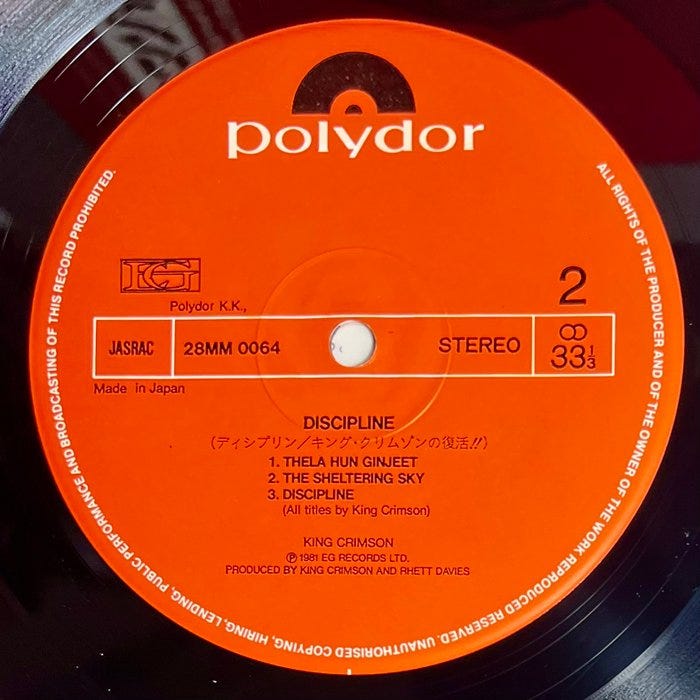 polydor
EG
2
Polydor K.K.,
JASRAC
28MM 0064
STEREO
33⅓
Made in Japan
DISCIPLINE
(ディシプリン/キング・クリムゾンの復活!!)
1. THELA HUN GINJEET
2. THE SHELTERING SKY
3. DISCIPLINE
(All titles by King Crimson)
KING CRIMSON
Ⓟ1981 EG RECORDS LTD.
PRODUCED BY KING CRIMSON AND RHETT DAVIES
ALL RIGHTS OF THE PRODUCER AND OF THE OWNER OF THE WORK REPRODUCED RESERVED. UNAUTHORISED COPYING, HIRING, LENDING, PUBLIC PERFORMANCE AND BROADCASTING OF THIS RECORD PROHIBITED.